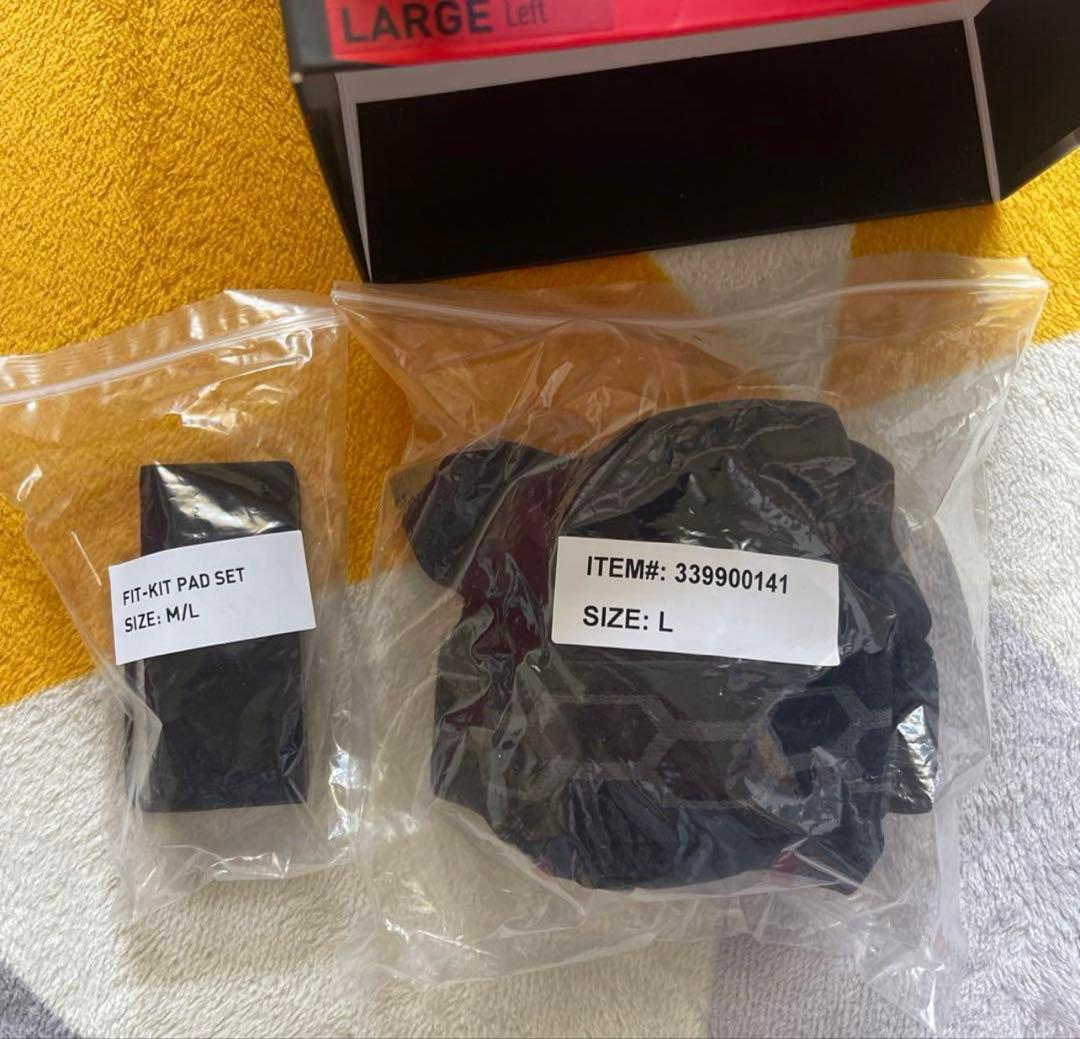 LARGE Left
FIT-KIT PAD SET
SIZE: M/L
ITEM#: 339900141
SIZE: L